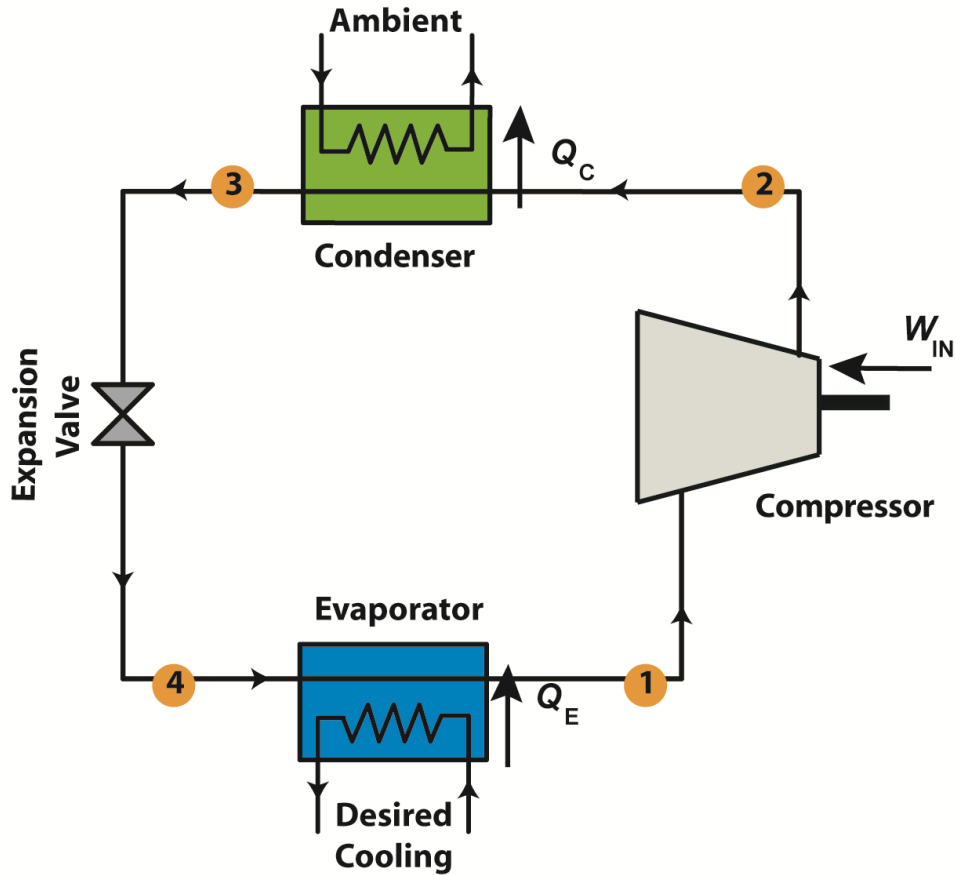 Ambient
3
Q
C
2
Condenser
W
IN
Expansion
Valve
Compressor
Evaporator
4
Q
E
1
Desired
Cooling